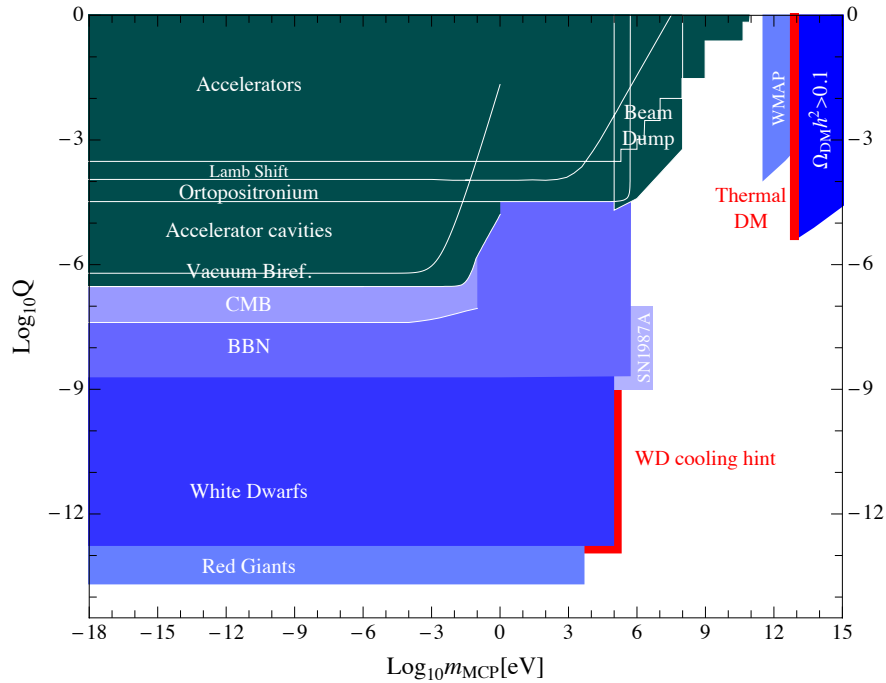 0
0
Accelerators
WMAP
Ω_DM h²>0.1
Beam
Dump
−3
−3
Lamb Shift
Ortopositronium
Thermal
DM
Accelerator cavities
−6
−6
Vacuum Biref.
CMB
Log₁₀Q
BBN
SN1987A
−9
−9
WD cooling hint
White Dwarfs
−12
−12
Red Giants
−18 −15 −12 −9 −6 −3 0 3 6 9 12 15
Log₁₀m_MCP[eV]